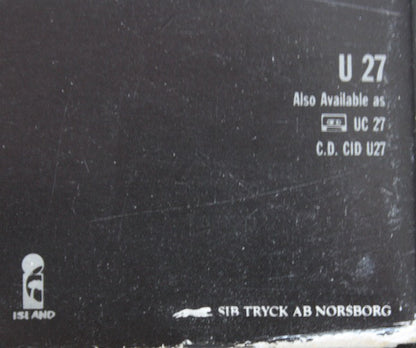 U 27
Also Available as
UC 27
C.D. CID U27
ISLAND
SIB TRYCK AB NORSBORG